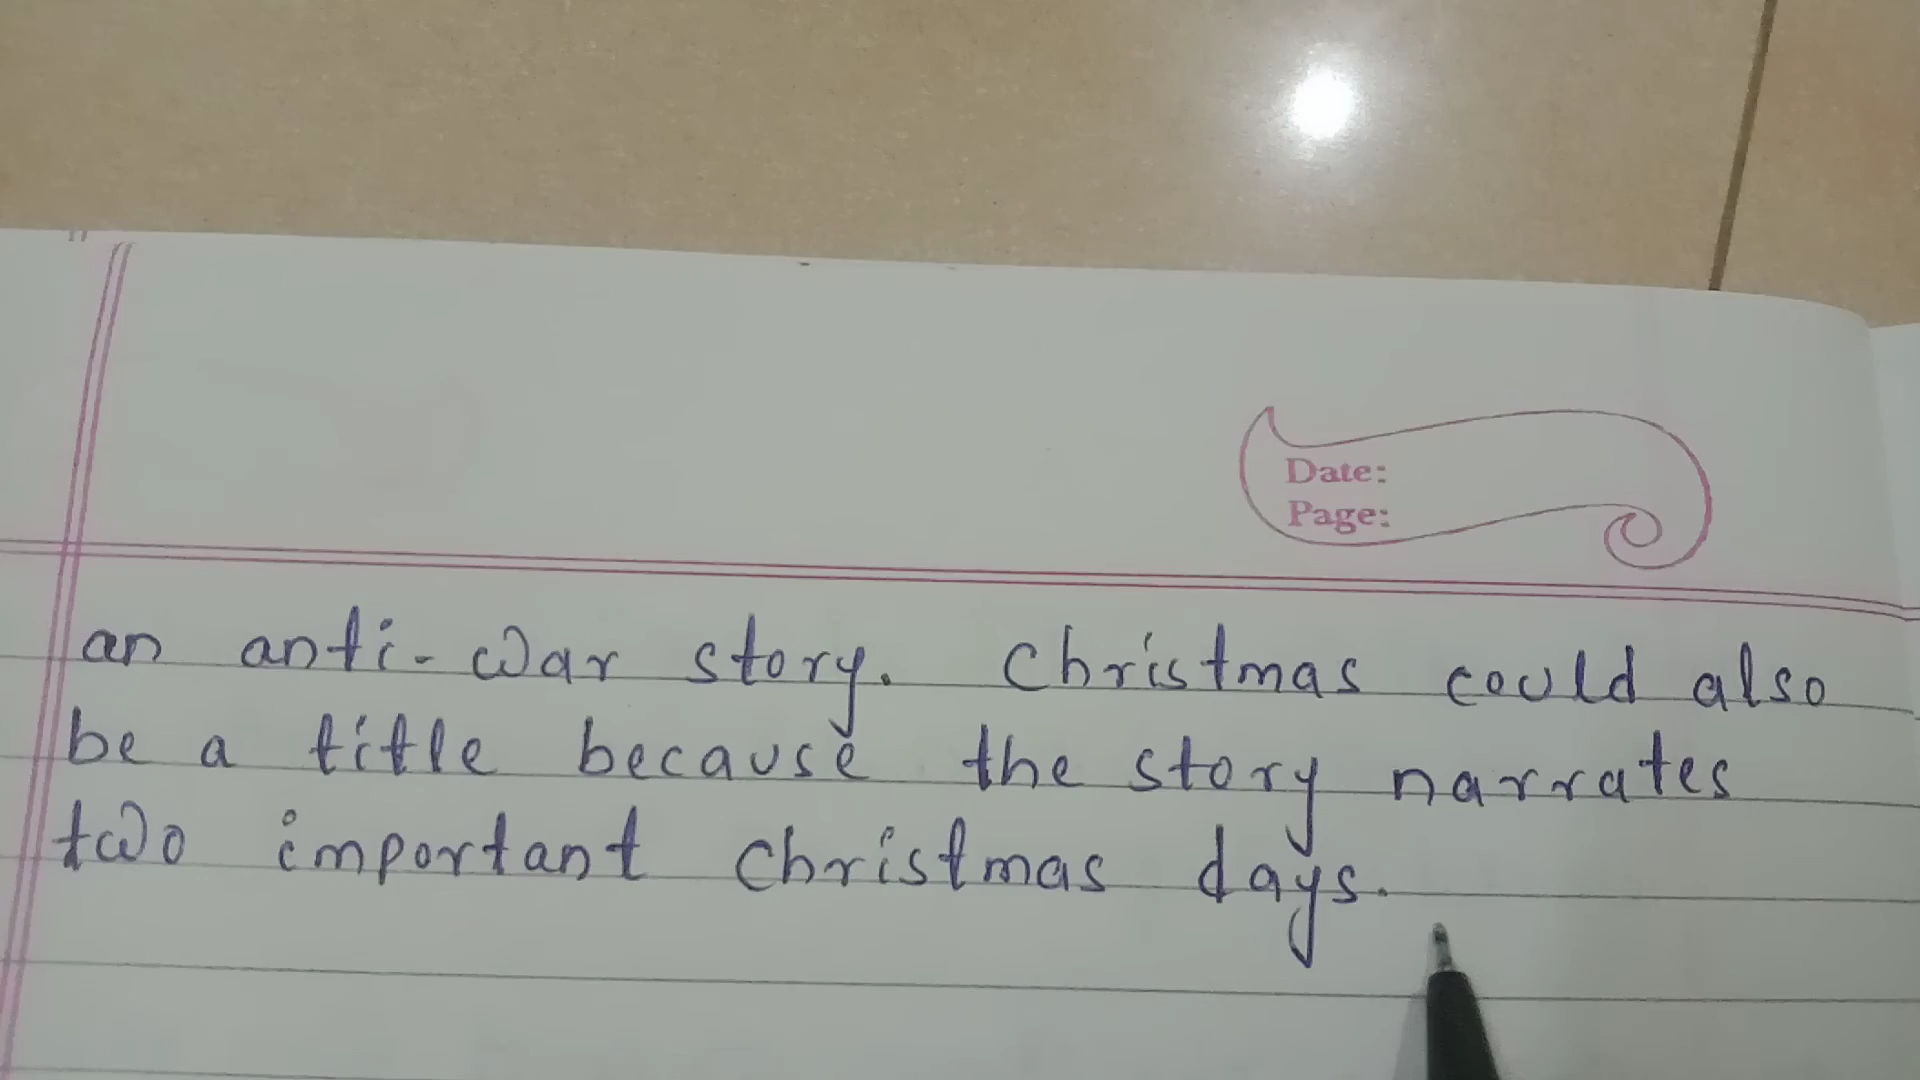 Date:
Page:
an anti-war story. Christmas could also
be a title because the story narrates
two important Christmas days.